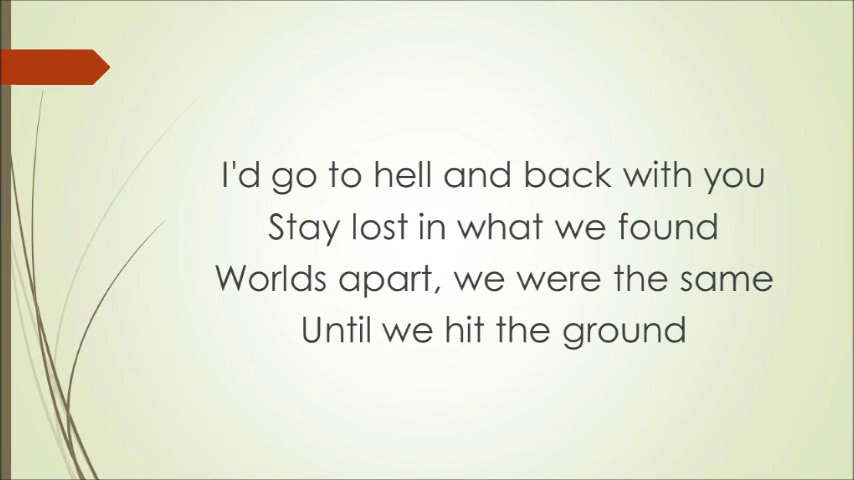 I'd go to hell and back with you
Stay lost in what we found
Worlds apart, we were the same
Until we hit the ground